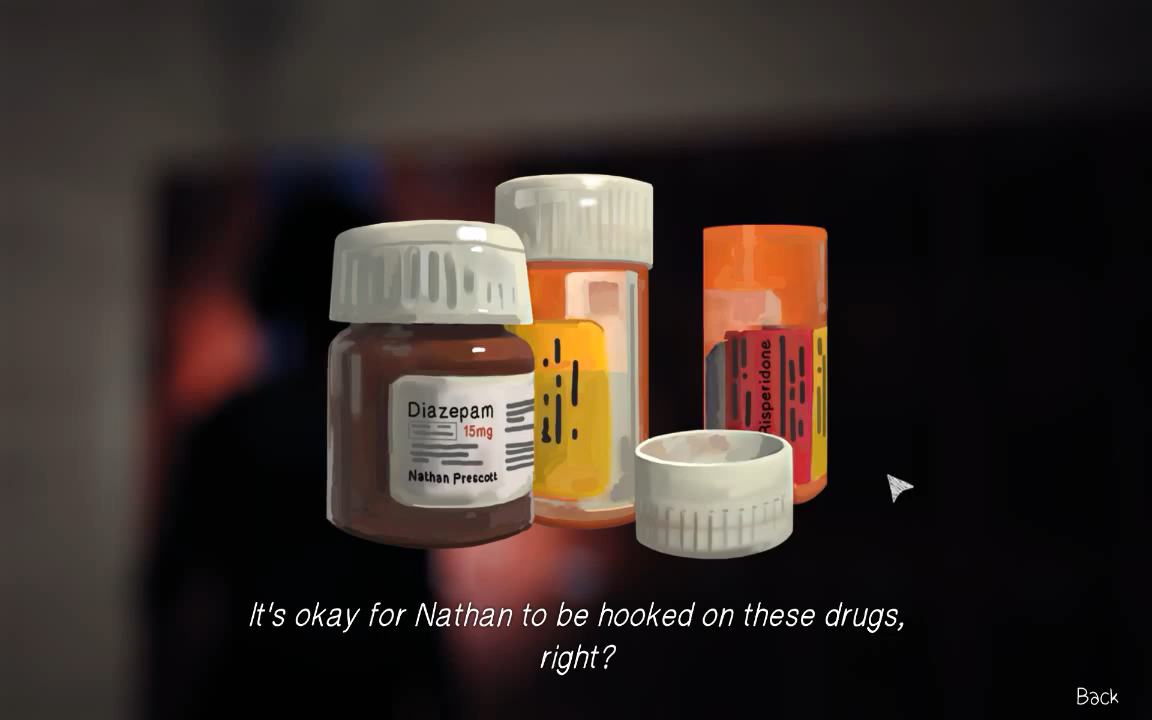 Diazepam
15mg
Nathan Prescott
Risperidone
It's okay for Nathan to be hooked on these drugs,
right?
Back